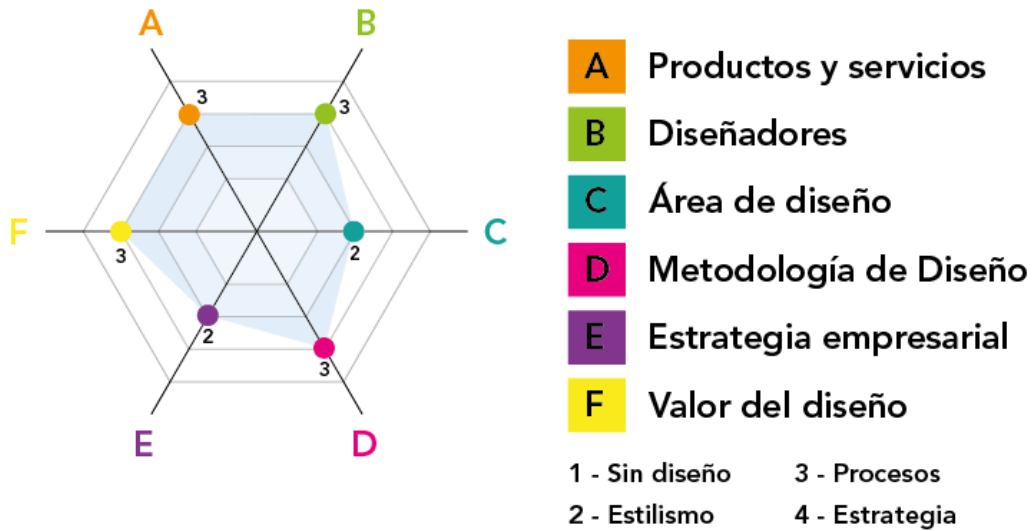 A
B
3
3
F
3
2
C
2
3
E
D
A Productos y servicios
B Diseñadores
C Área de diseño
D Metodología de Diseño
E Estrategia empresarial
F Valor del diseño
1 - Sin diseño
3 - Procesos
2 - Estilismo
4 - Estrategia